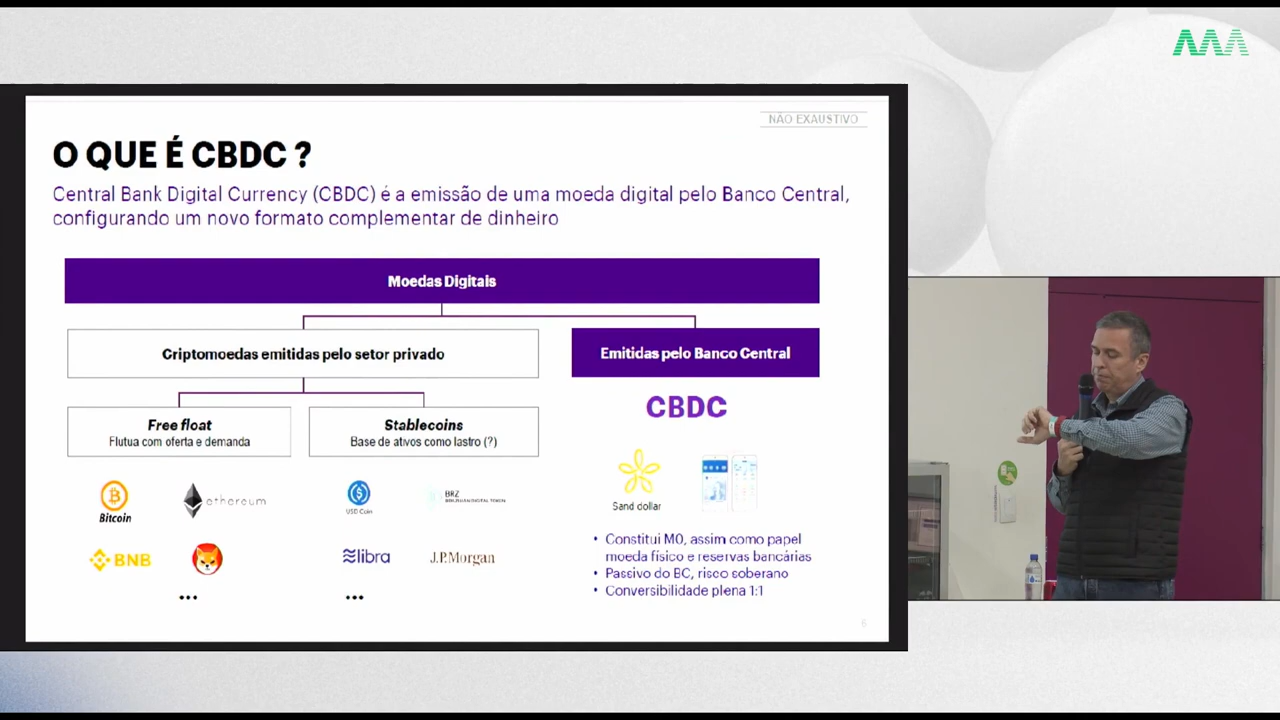 NÃO EXAUSTIVO
O QUE É CBDC ?
Central Bank Digital Currency (CBDC) é a emissão de uma moeda digital pelo Banco Central,
configurando um novo formato complementar de dinheiro
Moedas Digitais
Criptomoedas emitidas pelo setor privado
Emitidas pelo Banco Central
Free float
Flutua com oferta e demanda
Stablecoins
Base de ativos como lastro (?)
CBDC
Bitcoin
ethereum
USD Coin
BRZ
BRAZILIAN DIGITAL TOKEN
Sand dollar
BNB
libra
J.P.Morgan
•••
•••
• Constitui M0, assim como papel
moeda físico e reservas bancárias
• Passivo do BC, risco soberano
• Conversibilidade plena 1:1
6